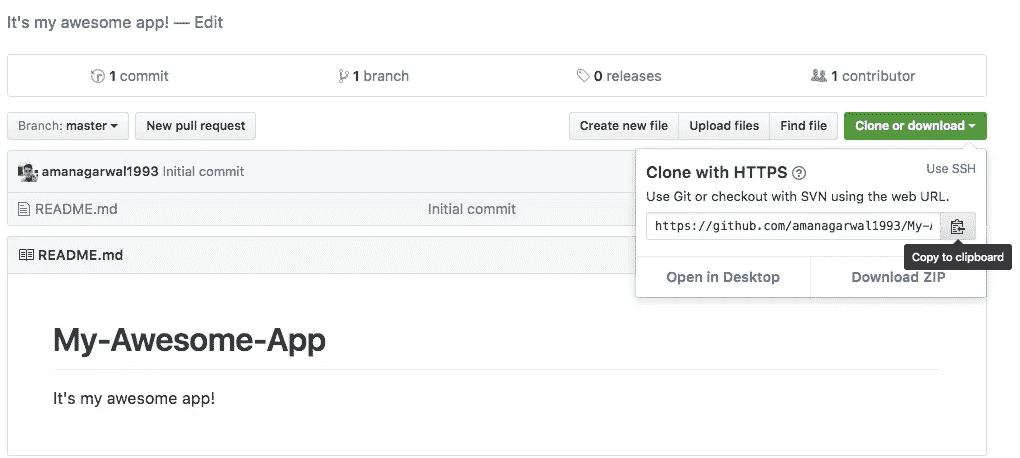 It's my awesome app! — Edit
1 commit 1 branch 0 releases 1 contributor
Branch: master New pull request Create new file Upload files Find file Clone or download
amanagarwal1993 Initial commit
README.md Initial commit
README.md
Clone with HTTPS Use SSH
Use Git or checkout with SVN using the web URL.
https://github.com/amanagarwal1993/My-
Copy to clipboard
Open in Desktop Download ZIP
My-Awesome-App
It's my awesome app!